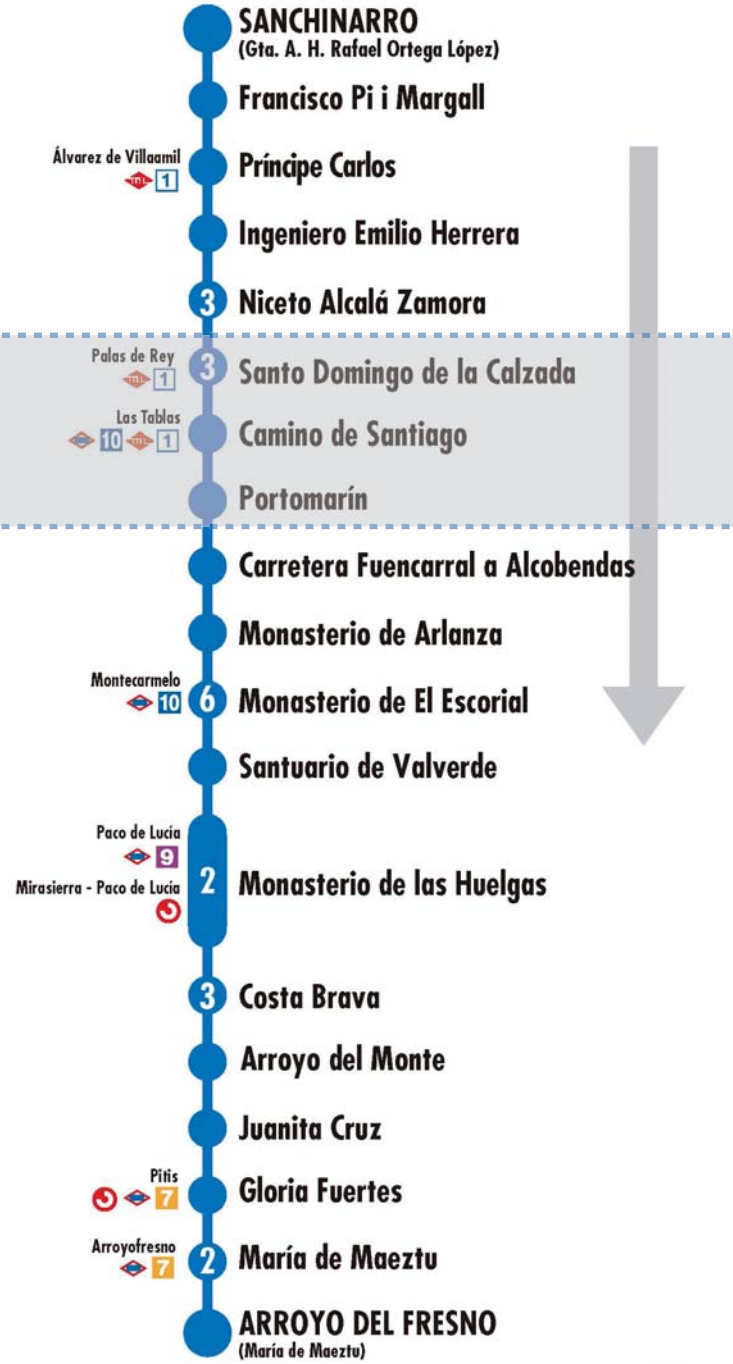 SANCHINARRO
(Gta. A. H. Rafael Ortega López)
Francisco Pi i Margall
Álvarez de Villaamil
ML 1
Príncipe Carlos
Ingeniero Emilio Herrera
3 Niceto Alcalá Zamora
Palas de Rey
ML 1
3 Santo Domingo de la Calzada
Las Tablas
10 ML 1
Camino de Santiago
Portomarín
Carretera Fuencarral a Alcobendas
Monasterio de Arlanza
Montecarmelo
10
6 Monasterio de El Escorial
Santuario de Valverde
Paco de Lucía
9
Mirasierra - Paco de Lucía
2 Monasterio de las Huelgas
3 Costa Brava
Arroyo del Monte
Juanita Cruz
Pitis
7
Gloria Fuertes
Arroyofresno
7
2 María de Maeztu
ARROYO DEL FRESNO
(María de Maeztu)